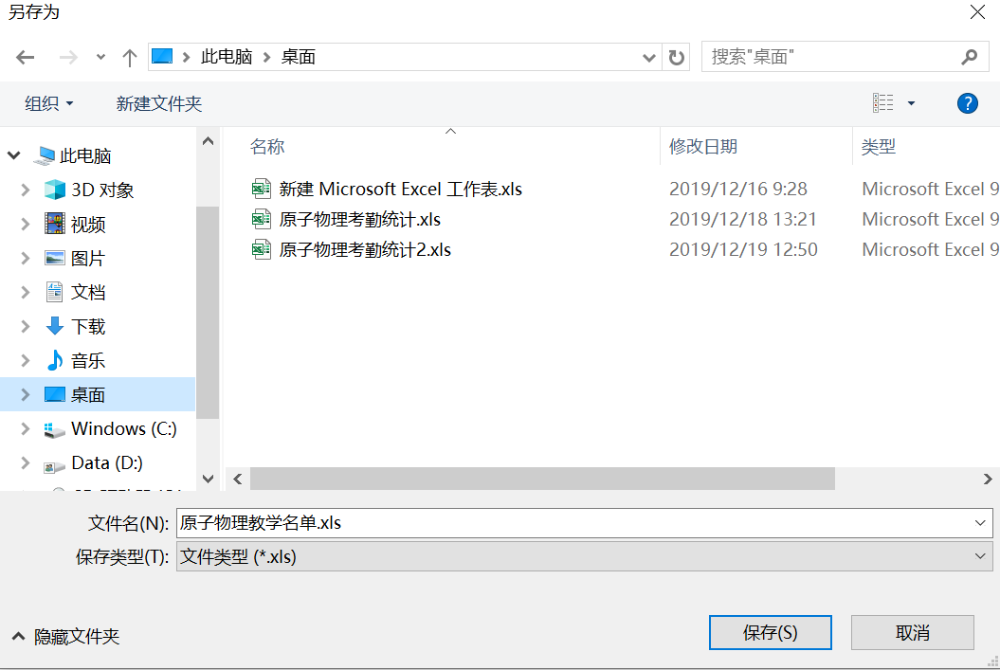 另存为
此电脑 桌面
搜索"桌面"
组织 新建文件夹
名称 修改日期 类型
此电脑
3D 对象
视频
图片
文档
下载
音乐
桌面
Windows (C:)
Data (D:)
新建 Microsoft Excel 工作表.xls 2019/12/16 9:28 Microsoft Excel 9
原子物理考勤统计.xls 2019/12/18 13:21 Microsoft Excel 9
原子物理考勤统计2.xls 2019/12/19 12:50 Microsoft Excel 9
文件名(N): 原子物理教学名单.xls
保存类型(T): 文件类型 (*.xls)
隐藏文件夹 保存(S) 取消